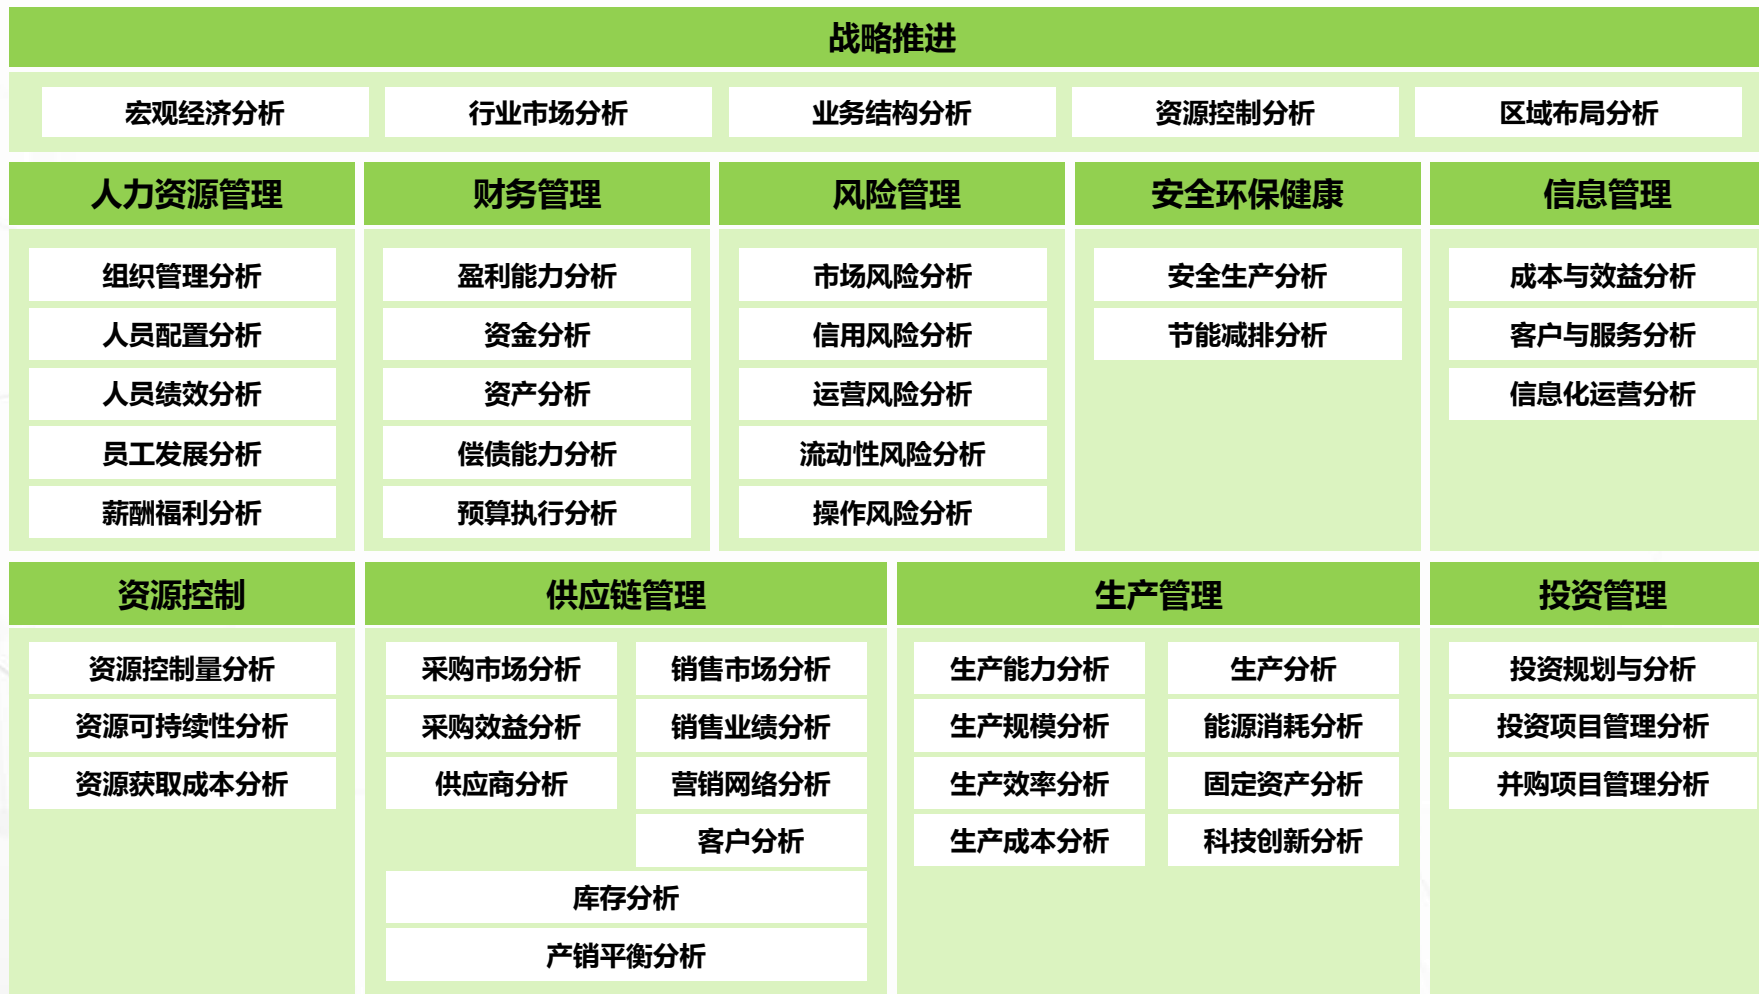 战略推进
宏观经济分析 行业市场分析 业务结构分析 资源控制分析 区域布局分析
人力资源管理 财务管理 风险管理 安全环保健康 信息管理
组织管理分析 盈利能力分析 市场风险分析 安全生产分析 成本与效益分析
人员配置分析 资金分析 信用风险分析 节能减排分析 客户与服务分析
人员绩效分析 资产分析 运营风险分析 信息化运营分析
员工发展分析 偿债能力分析 流动性风险分析
薪酬福利分析 预算执行分析 操作风险分析
资源控制 供应链管理 生产管理 投资管理
资源控制量分析 采购市场分析 销售市场分析 生产能力分析 生产分析 投资规划与分析
资源可持续性分析 采购效益分析 销售业绩分析 生产规模分析 能源消耗分析 投资项目管理分析
资源获取成本分析 供应商分析 营销网络分析 生产效率分析 固定资产分析 并购项目管理分析
客户分析 生产成本分析 科技创新分析
库存分析
产销平衡分析